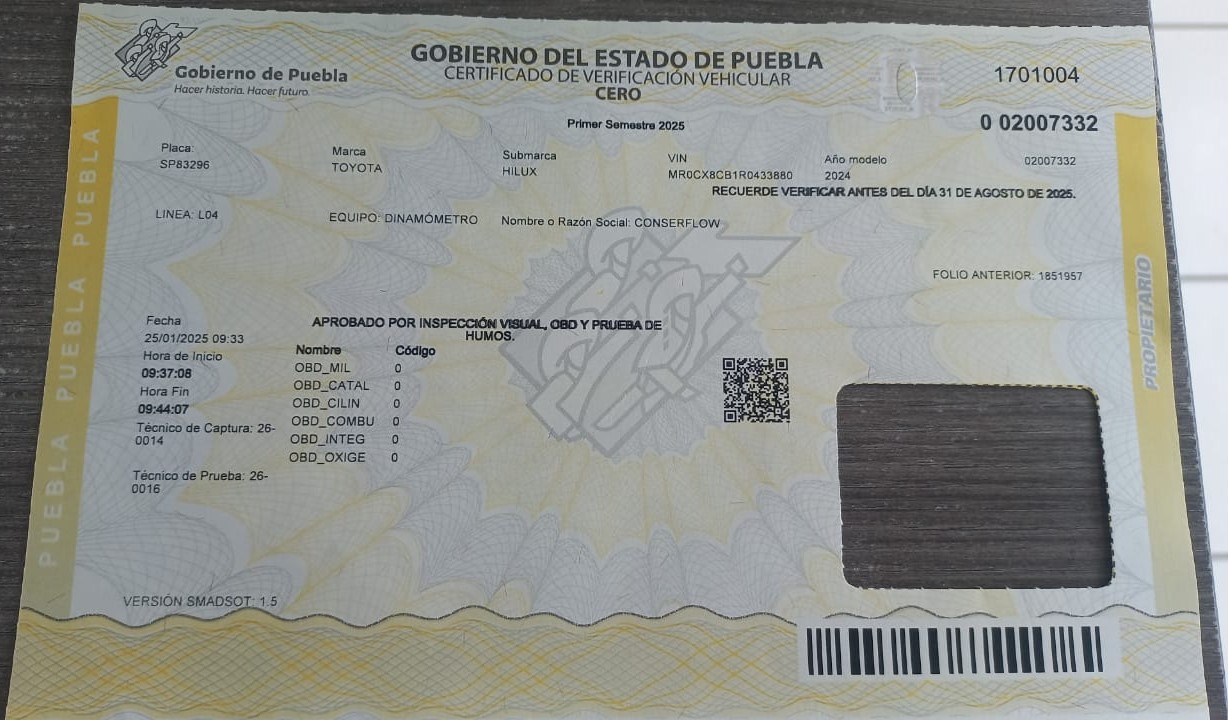 Gobierno de Puebla
Hacer historia. Hacer futuro.
GOBIERNO DEL ESTADO DE PUEBLA
CERTIFICADO DE VERIFICACIÓN VEHICULAR
CERO
0
1701004
0 02007332
Primer Semestre 2025
Placa:
SP83296
Marca
TOYOTA
Submarca
HILUX
VIN
MR0CX8CB1R0433880
Año modelo
2024
02007332
RECUERDE VERIFICAR ANTES DEL DÍA 31 DE AGOSTO DE 2025.
LINEA: L04
EQUIPO: DINAMÓMETRO
Nombre o Razón Social: CONSERFLOW
FOLIO ANTERIOR: 1851957
Fecha
25/01/2025 09:33
Hora de Inicio
09:37:08
Hora Fin
09:44:07
Técnico de Captura: 26-
0014
Técnico de Prueba: 26-
0016
APROBADO POR INSPECCIÓN VISUAL, OBD Y PRUEBA DE
HUMOS.
Nombre Código
OBD_MIL 0
OBD_CATAL 0
OBD_CILIN 0
OBD_COMBU 0
OBD_INTEG 0
OBD_OXIGE 0
VERSIÓN SMADSOT: 1.5
PUEBLA PUEBLA PUEBLA PUEBLA
PROPIETARIO